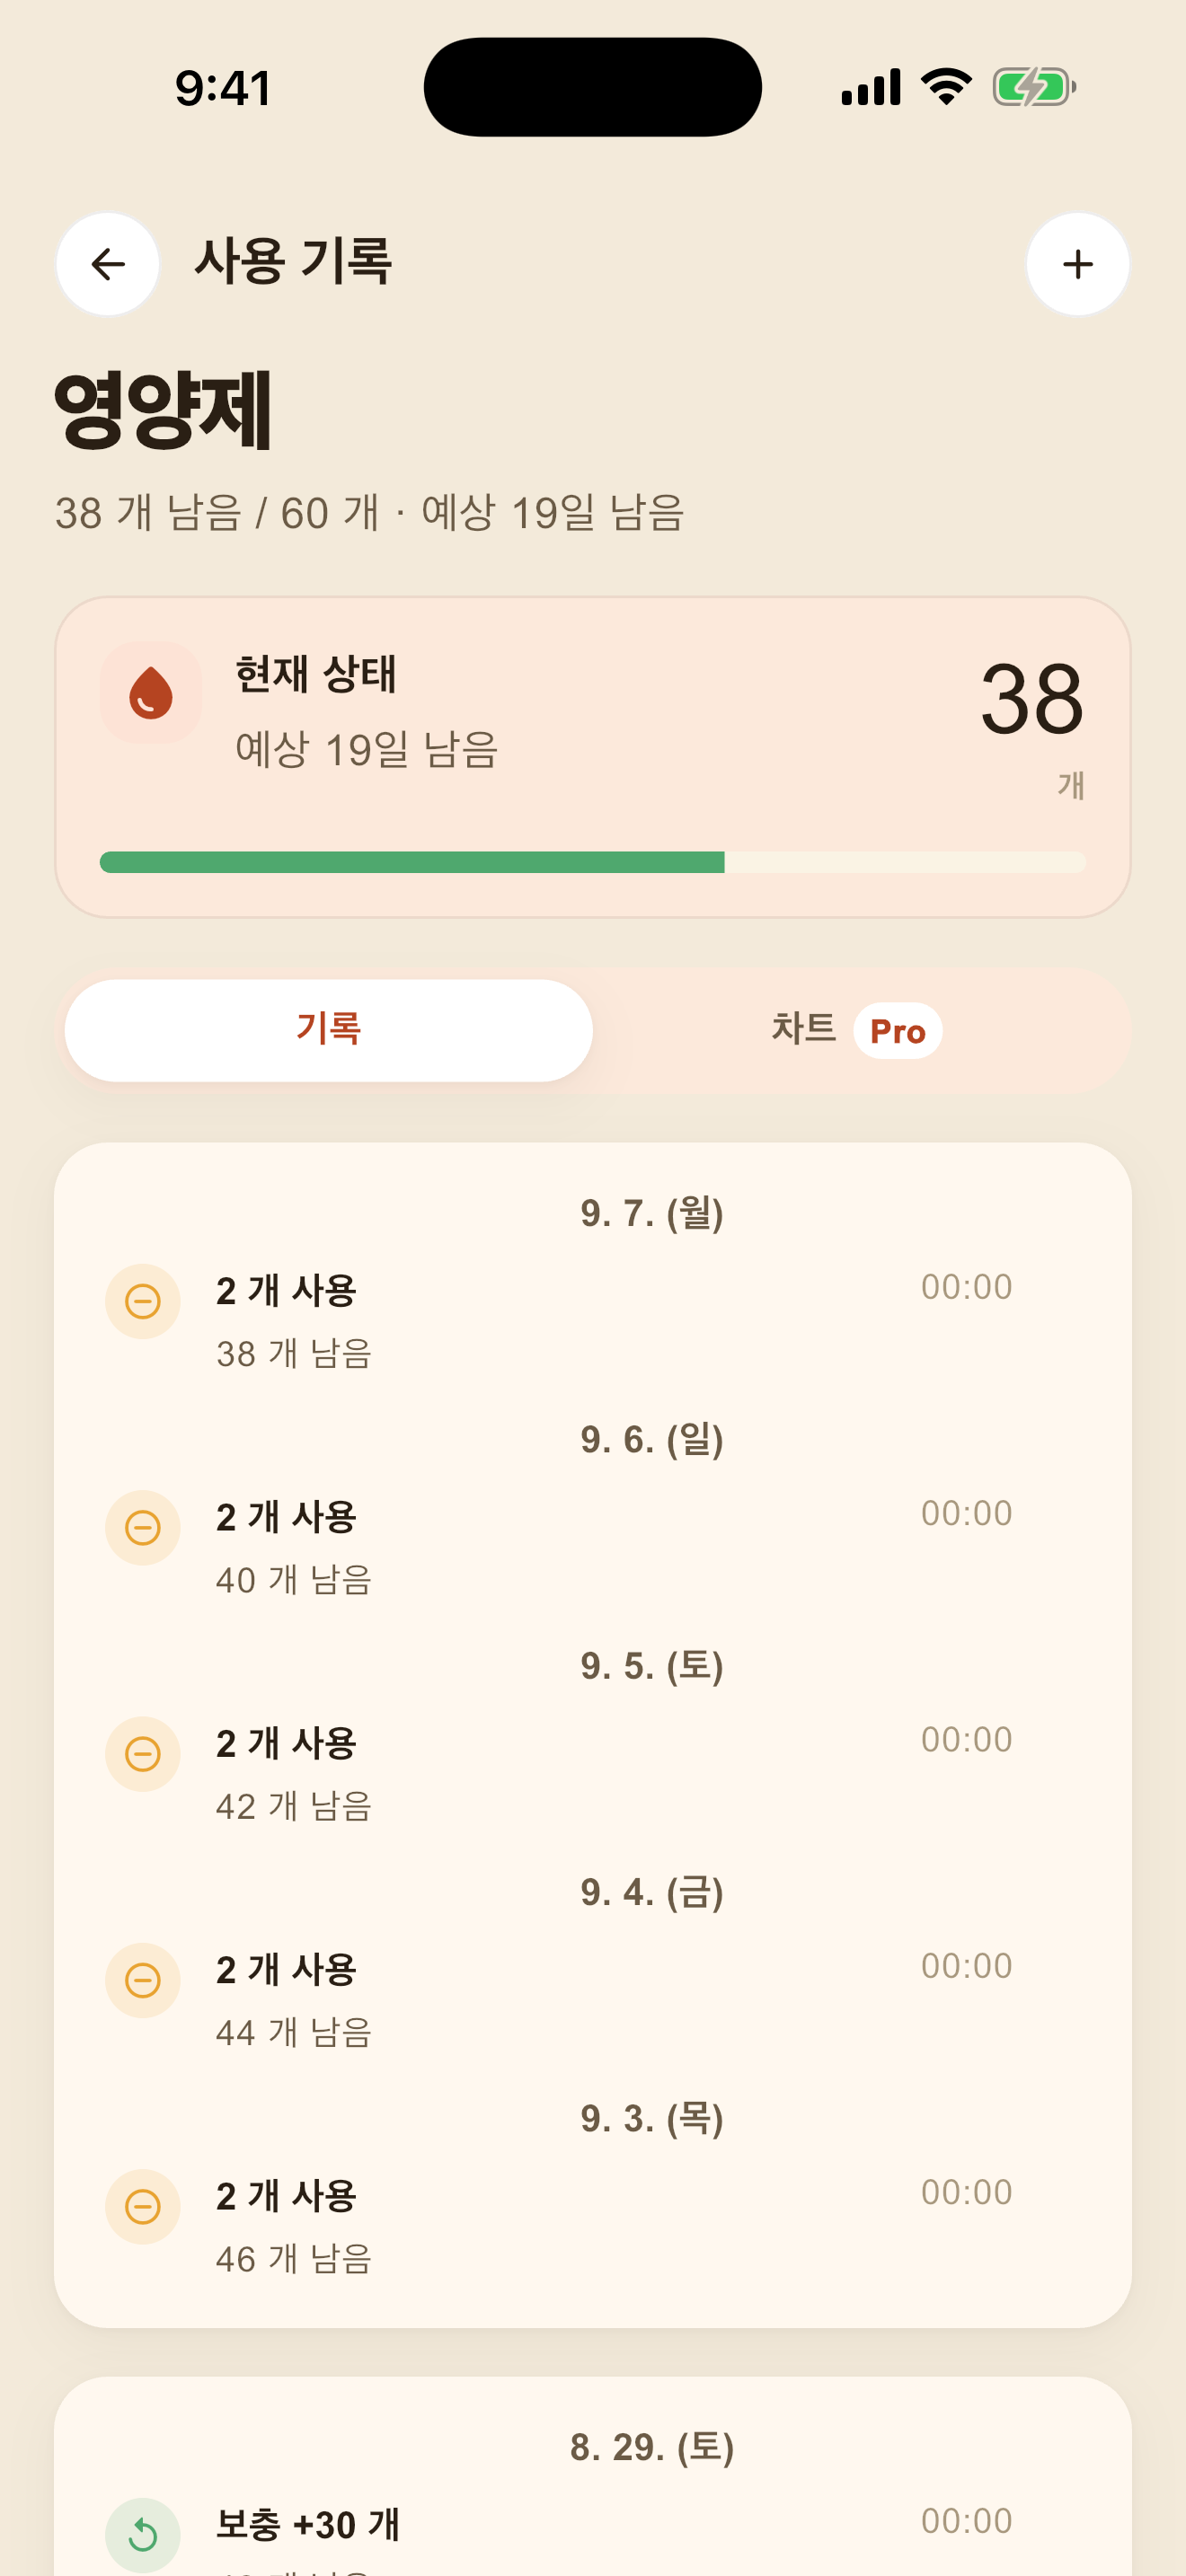 9:41
사용 기록
영양제
38 개 남음 / 60 개 · 예상 19일 남음
현재 상태
예상 19일 남음
38
개
기록
차트 Pro
9. 7. (월)
2 개 사용 00:00
38 개 남음
9. 6. (일)
2 개 사용 00:00
40 개 남음
9. 5. (토)
2 개 사용 00:00
42 개 남음
9. 4. (금)
2 개 사용 00:00
44 개 남음
9. 3. (목)
2 개 사용 00:00
46 개 남음
8. 29. (토)
보충 +30 개 00:00